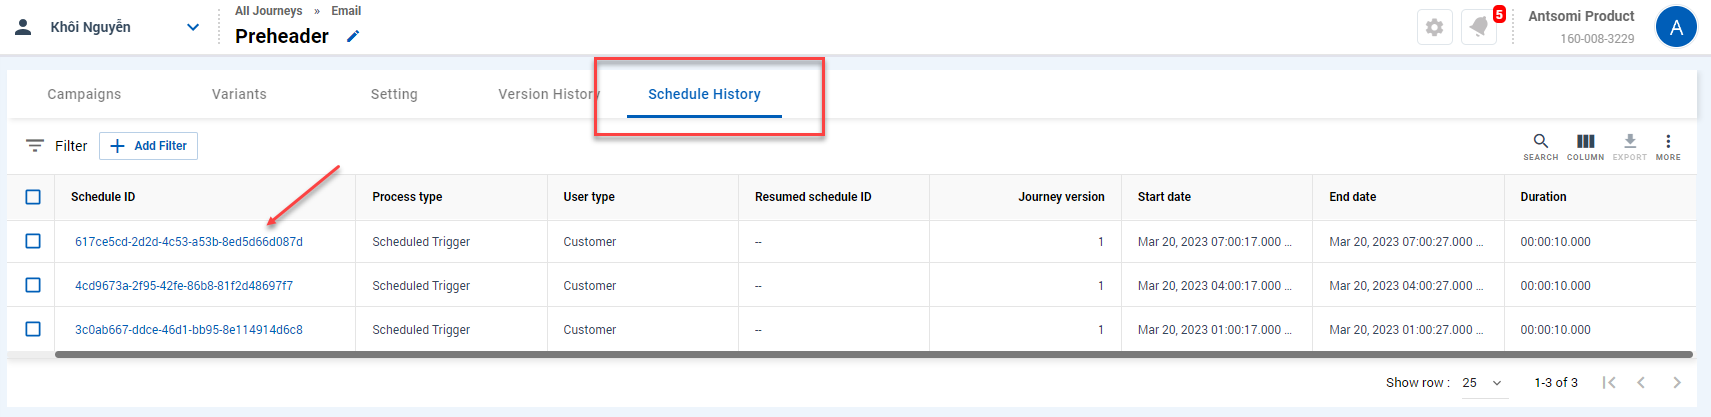 Khôi Nguyễn
All Journeys » Email
Preheader
5
Antsomi Product
160-008-3229
A
Campaigns Variants Setting Version History Schedule History
Filter Add Filter
SEARCH COLUMN EXPORT MORE
Schedule ID Process type User type Resumed schedule ID Journey version Start date End date Duration
617ce5cd-2d2d-4c53-a53b-8ed5d66d087d Scheduled Trigger Customer -- 1 Mar 20, 2023 07:00:17.000 ... Mar 20, 2023 07:00:27.000 ... 00:00:10.000
4cd9673a-2f95-42fe-86b8-81f2d48697f7 Scheduled Trigger Customer -- 1 Mar 20, 2023 04:00:17.000 ... Mar 20, 2023 04:00:27.000 ... 00:00:10.000
3c0ab667-ddce-46d1-bb95-8e114914d6c8 Scheduled Trigger Customer -- 1 Mar 20, 2023 01:00:17.000 ... Mar 20, 2023 01:00:27.000 ... 00:00:10.000
Show row : 25 1-3 of 3